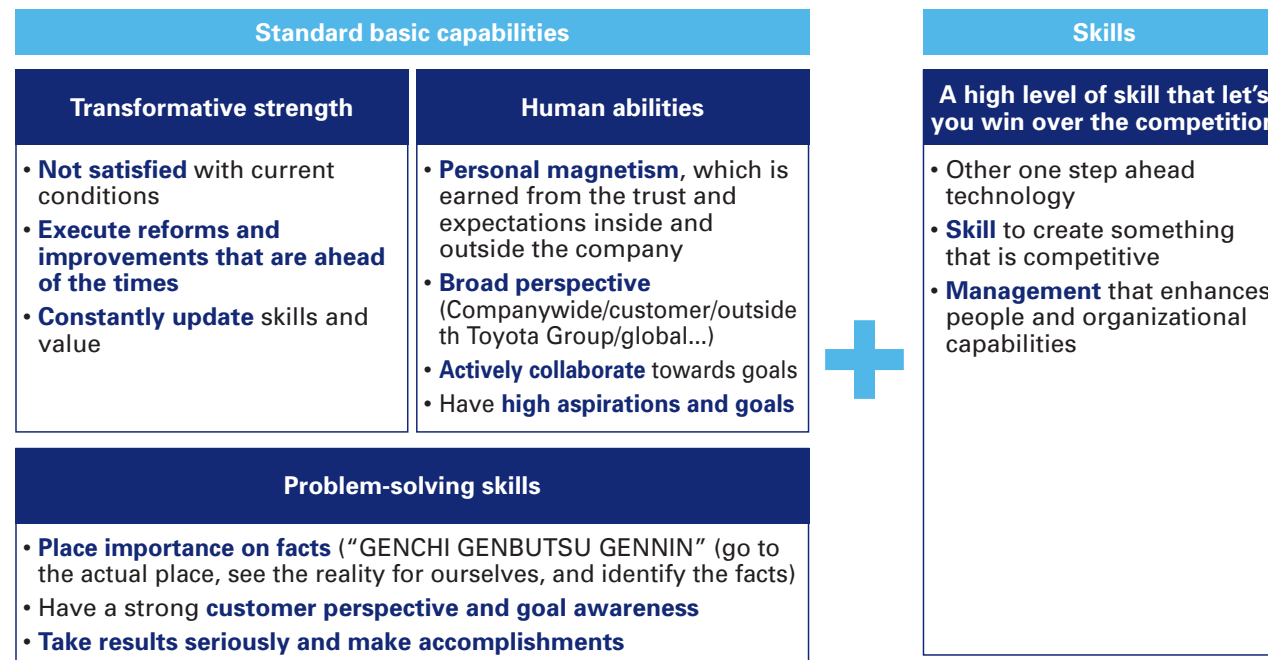 Standard basic capabilities
Transformative strength
• Not satisfied with current
conditions
• Execute reforms and
improvements that are ahead
of the times
• Constantly update skills and
value
Human abilities
• Personal magnetism, which is
earned from the trust and
expectations inside and
outside the company
• Broad perspective
(Companywide/customer/outside
th Toyota Group/global...)
• Actively collaborate towards goals
• Have high aspirations and goals
Problem-solving skills
• Place importance on facts (“GENCHI GENBUTSU GENNIN” (go to
the actual place, see the reality for ourselves, and identify the facts)
• Have a strong customer perspective and goal awareness
• Take results seriously and make accomplishments
Skills
A high level of skill that let’s
you win over the competition
• Other one step ahead
technology
• Skill to create something
that is competitive
• Management that enhances
people and organizational
capabilities